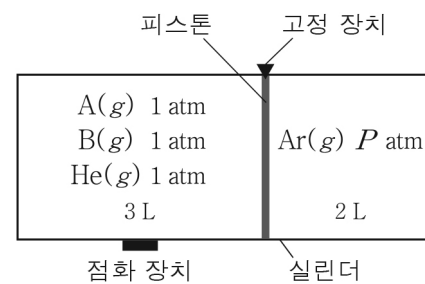 피스톤
고정 장치
A(g) 1 atm
B(g) 1 atm
He(g) 1 atm
3 L
Ar(g) P atm
2 L
점화 장치
실린더